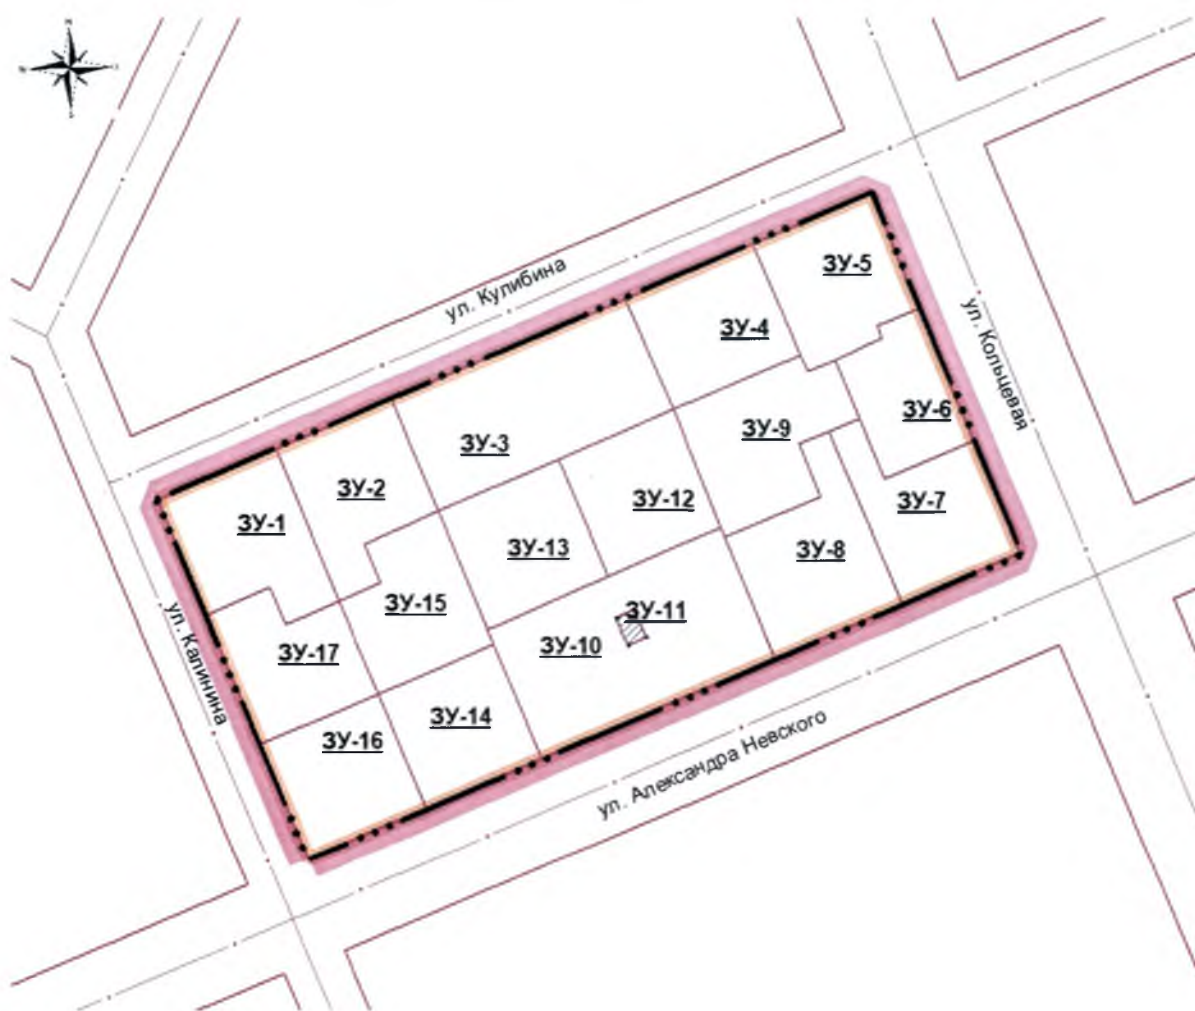 ул. Кулибина
ЗУ-5
ул. Кольцевая
ЗУ-4
ЗУ-6
ЗУ-9
ЗУ-3
ЗУ-2
ЗУ-12
ЗУ-7
ЗУ-1
ЗУ-13
ЗУ-8
ЗУ-15
ЗУ-11
ул. Калинина
ЗУ-17
ЗУ-10
ЗУ-14
ЗУ-16
ул. Александра Невского